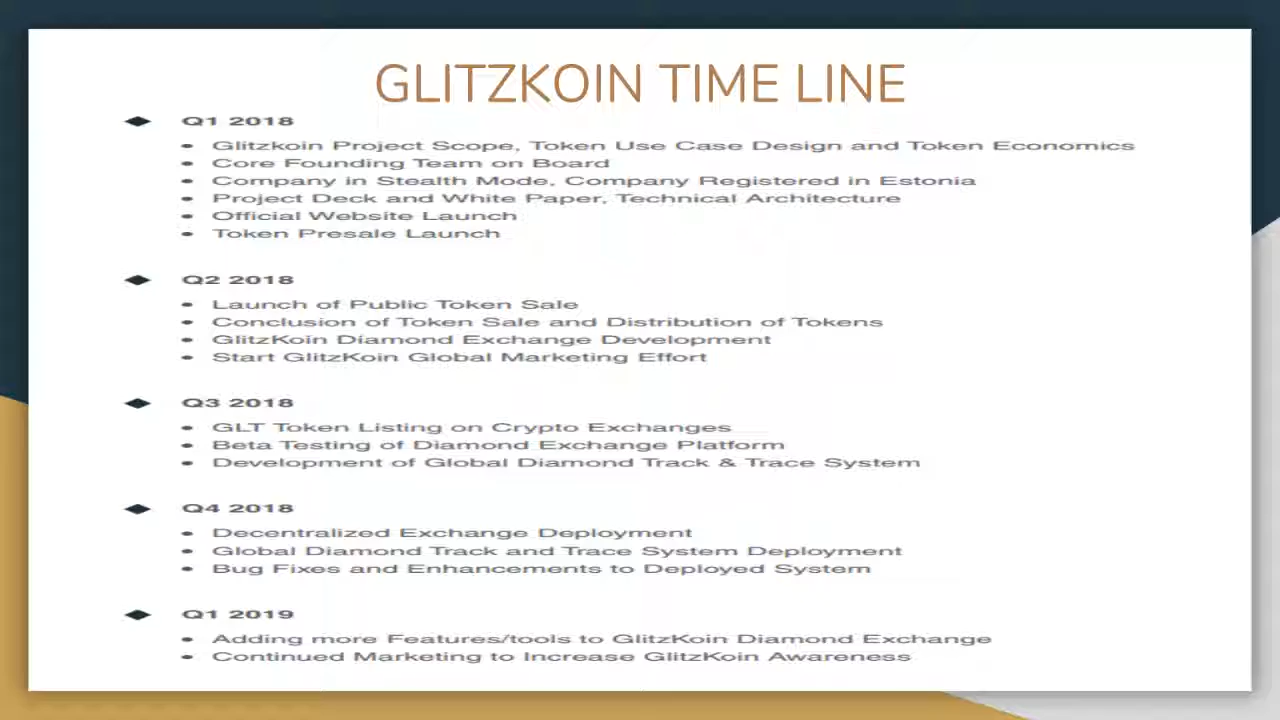 GLITZKOIN TIME LINE
Q1 2018
Glitzkoin Project Scope, Token Use Case Design and Token Economics
Core Founding Team on Board
Company in Stealth Mode, Company Registered in Estonia
Project Deck and White Paper, Technical Architecture
Official Website Launch
Token Presale Launch
Q2 2018
Launch of Public Token Sale
Conclusion of Token Sale and Distribution of Tokens
GlitzKoin Diamond Exchange Development
Start GlitzKoin Global Marketing Effort
Q3 2018
GLT Token Listing on Crypto Exchanges
Beta Testing of Diamond Exchange Platform
Development of Global Diamond Track & Trace System
Q4 2018
Decentralized Exchange Deployment
Global Diamond Track and Trace System Deployment
Bug Fixes and Enhancements to Deployed System
Q1 2019
Adding more Features/tools to GlitzKoin Diamond Exchange
Continued Marketing to Increase GlitzKoin Awareness